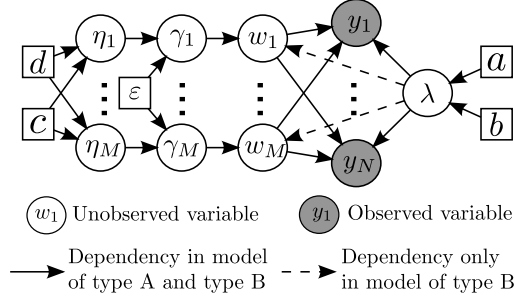 d
c
η1
ηM
ε
γ1
γM
w1
wM
y1
yN
λ
a
b
w1 Unobserved variable
y1 Observed variable
Dependency in model
of type A and type B
Dependency only
in model of type B